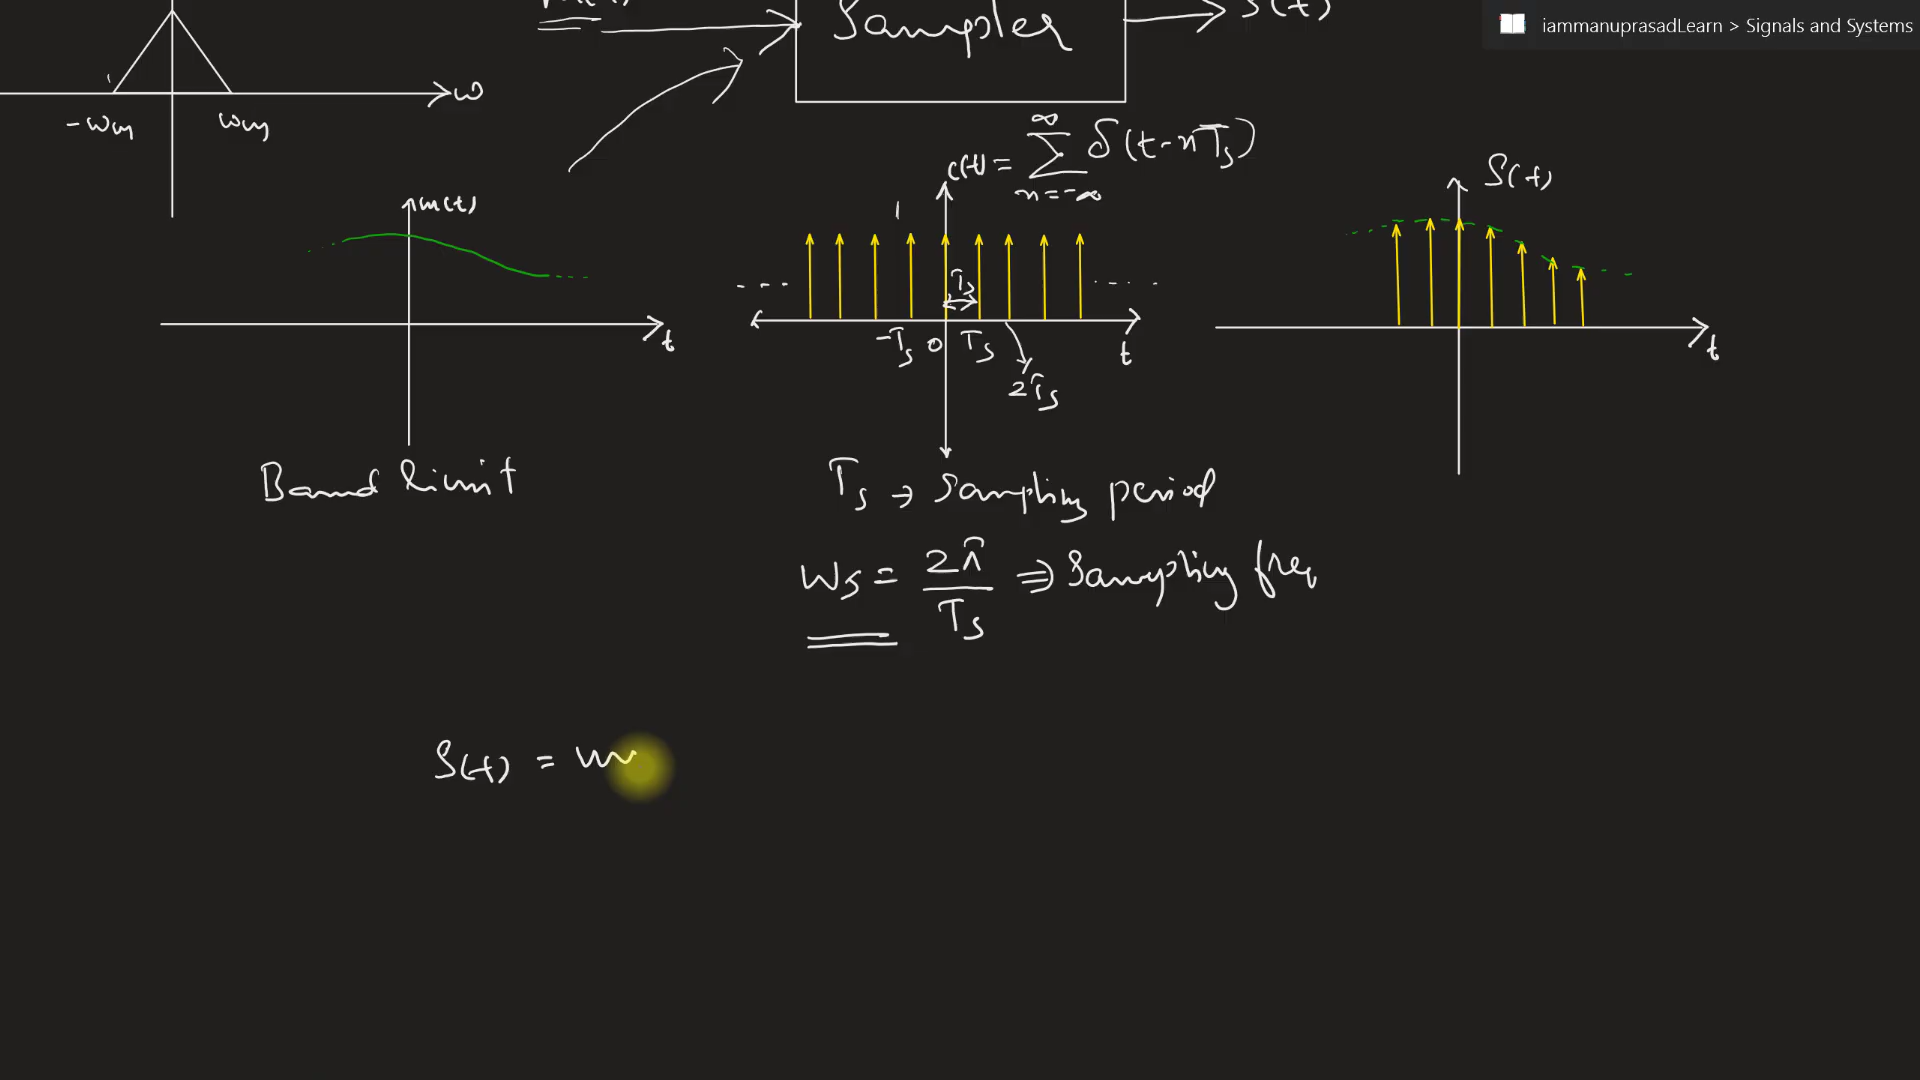 Sampler
S(t)
iammanuprasadLearn > Signals and Systems
ω
-ωm
ωm
c(t) = ∑ δ(t-nTs)
∞
n=-∞
m(t)
1
S(t)
Ts
-Ts 0 Ts
t
2Ts
t
t
Band limit
Ts → Sampling period
ωs = 2π/Ts ⇒ Sampling freq
S(t) = m